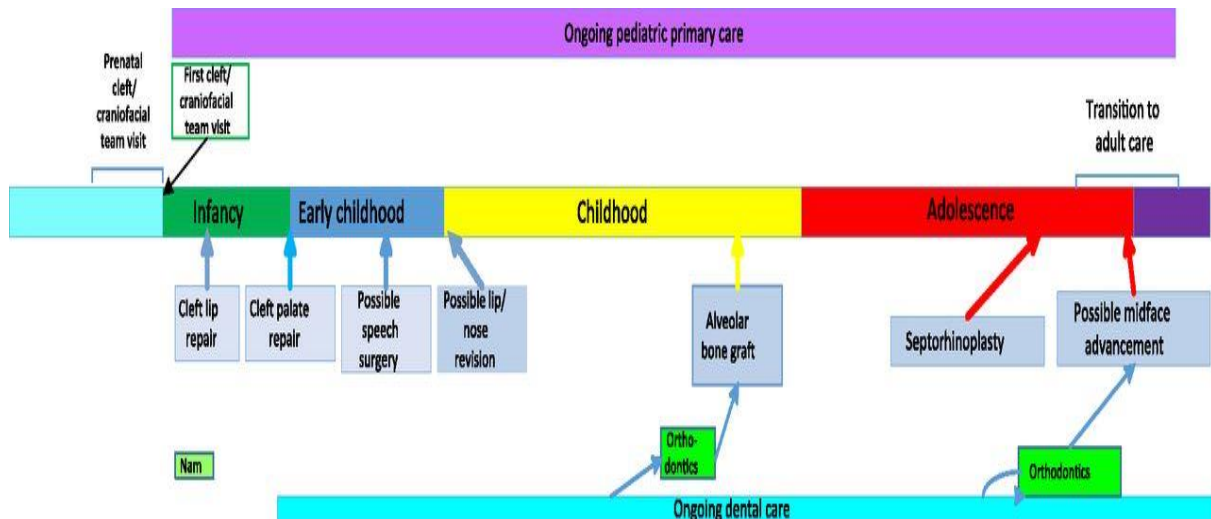 Ongoing pediatric primary care
Prenatal
cleft/
craniofacial
team visit
First cleft/
craniofacial
team visit
Transition to
adult care
Infancy
Early childhood
Childhood
Adolescence
Cleft lip
repair
Cleft palate
repair
Possible
speech
surgery
Possible lip/
nose
revision
Alveolar
bone graft
Septorhinoplasty
Possible midface
advancement
Nam
Ortho-
dontics
Orthodontics
Ongoing dental care